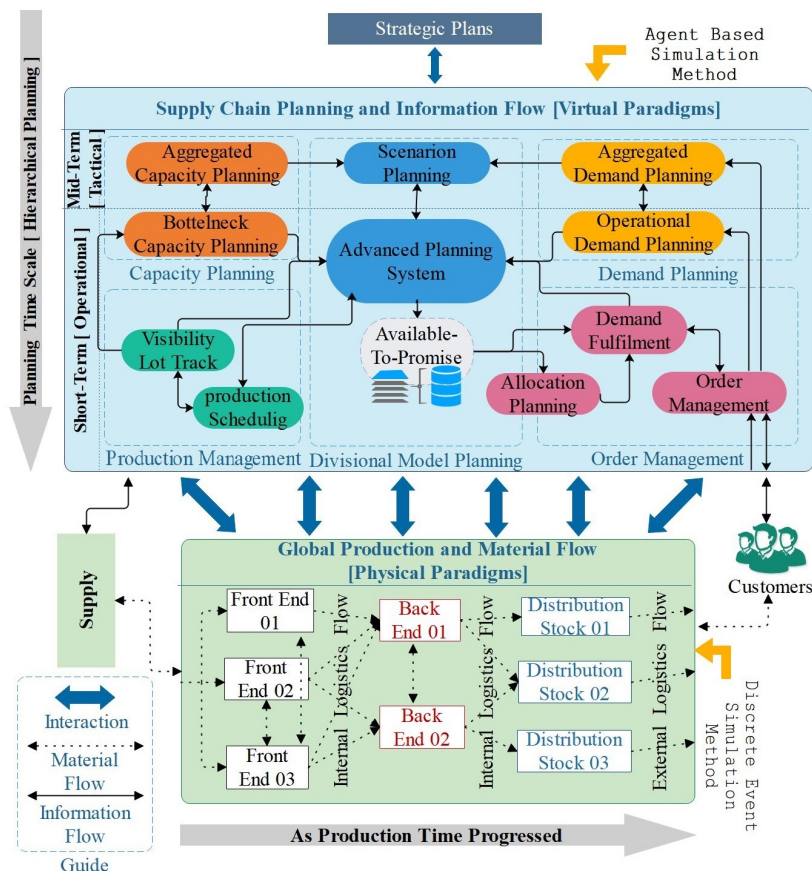 Strategic Plans
Agent Based
Simulation
Method
Supply Chain Planning and Information Flow [Virtual Paradigms]
Planning Time Scale [ Hierarchical Planning ]
Mid-Term
[ Tactical ]
Short-Term [ Operational ]
Aggregated
Capacity Planning
Scenarion
Planning
Aggregated
Demand Planning
Bottelneck
Capacity Planning
Capacity Planning
Advanced Planning
System
Operational
Demand Planning
Demand Planning
Visibility
Lot Track
production
Schedulig
Available-
To-Promise
Demand
Fulfilment
Allocation
Planning
Order
Management
Production Management
Divisional Model Planning
Order Management
Supply
Global Production and Material Flow
[Physical Paradigms]
Customers
Front End
01
Front
End 02
Front
End 03
Internal Logistics Flow
Back
End 01
Back
End 02
Internal Logistics Flow
Distribution
Stock 01
Distribution
Stock 02
Distribution
Stock 03
External Logistics Flow
Discrete Event
Simulation
Method
Interaction
Material
Flow
Information
Flow
Guide
As Production Time Progressed